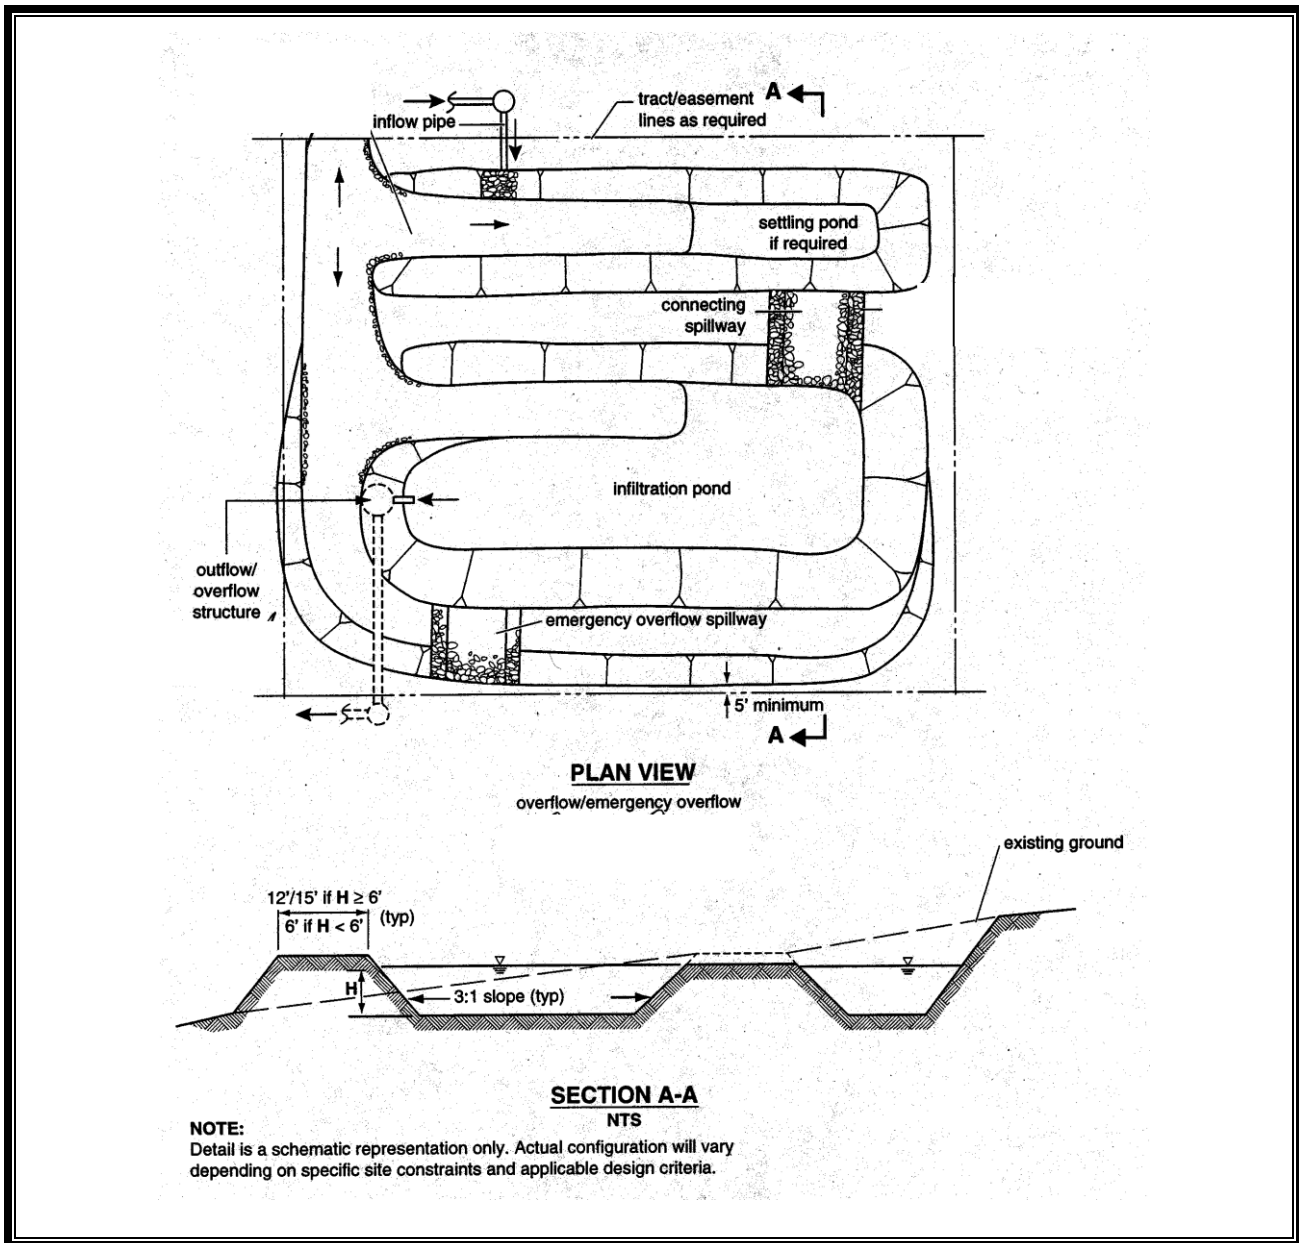 A
tract/easement
lines as required
inflow pipe
settling pond
if required
connecting
spillway
infiltration pond
outflow/
overflow
structure
emergency overflow spillway
5' minimum
A
PLAN VIEW
overflow/emergency overflow
existing ground
12'/15' if H ≥ 6'
(typ)
6' if H < 6'
H
3:1 slope (typ)
SECTION A-A
NTS
NOTE:
Detail is a schematic representation only. Actual configuration will vary
depending on specific site constraints and applicable design criteria.